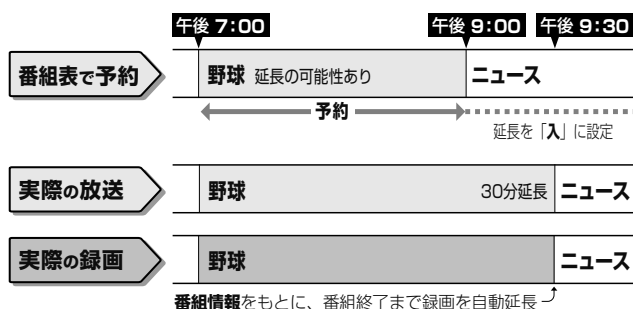 午後 7:00 午後 9:00 午後 9:30
番組表で予約 野球 延長の可能性あり ニュース
予約
延長を「入」に設定
実際の放送 野球 30分延長 ニュース
実際の録画 野球 ニュース
番組情報をもとに、番組終了まで録画を自動延長